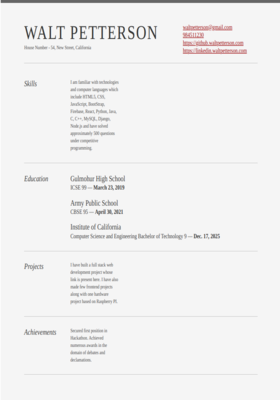 WALT PETTERSON
House Number - 34, New Street, California
waltpetterson@gmail.com
984511230
https://github.waltpetterson.com
https://linkedin.waltpetterson.com
Skills
I am familiar with technologies
and computer languages which
include HTML5, CSS,
JavaScript, Bootstrap,
Firebase, React, Python, Java,
C, C++, MySQL, Django,
Node.js and have solved
approximately 500 questions
under competitive
programming.
Education
Gulmohar High School
ICSE 99 — March 23, 2019
Army Public School
CBSE 95 — April 30, 2021
Institute of California
Computer Science and Engineering Bachelor of Technology 9 — Dec. 17, 2025
Projects
I have built a full stack web
development project whose
link is present here. I have also
made few frontend projects
along with one hardware
project based on Raspberry PI.
Achievements
Secured first position in
Hackathon. Achieved
numerous awards in the
domain of debates and
declamations.